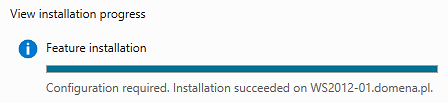 View installation progress
Feature installation
Configuration required. Installation succeeded on WS2012-01.domena.pl.